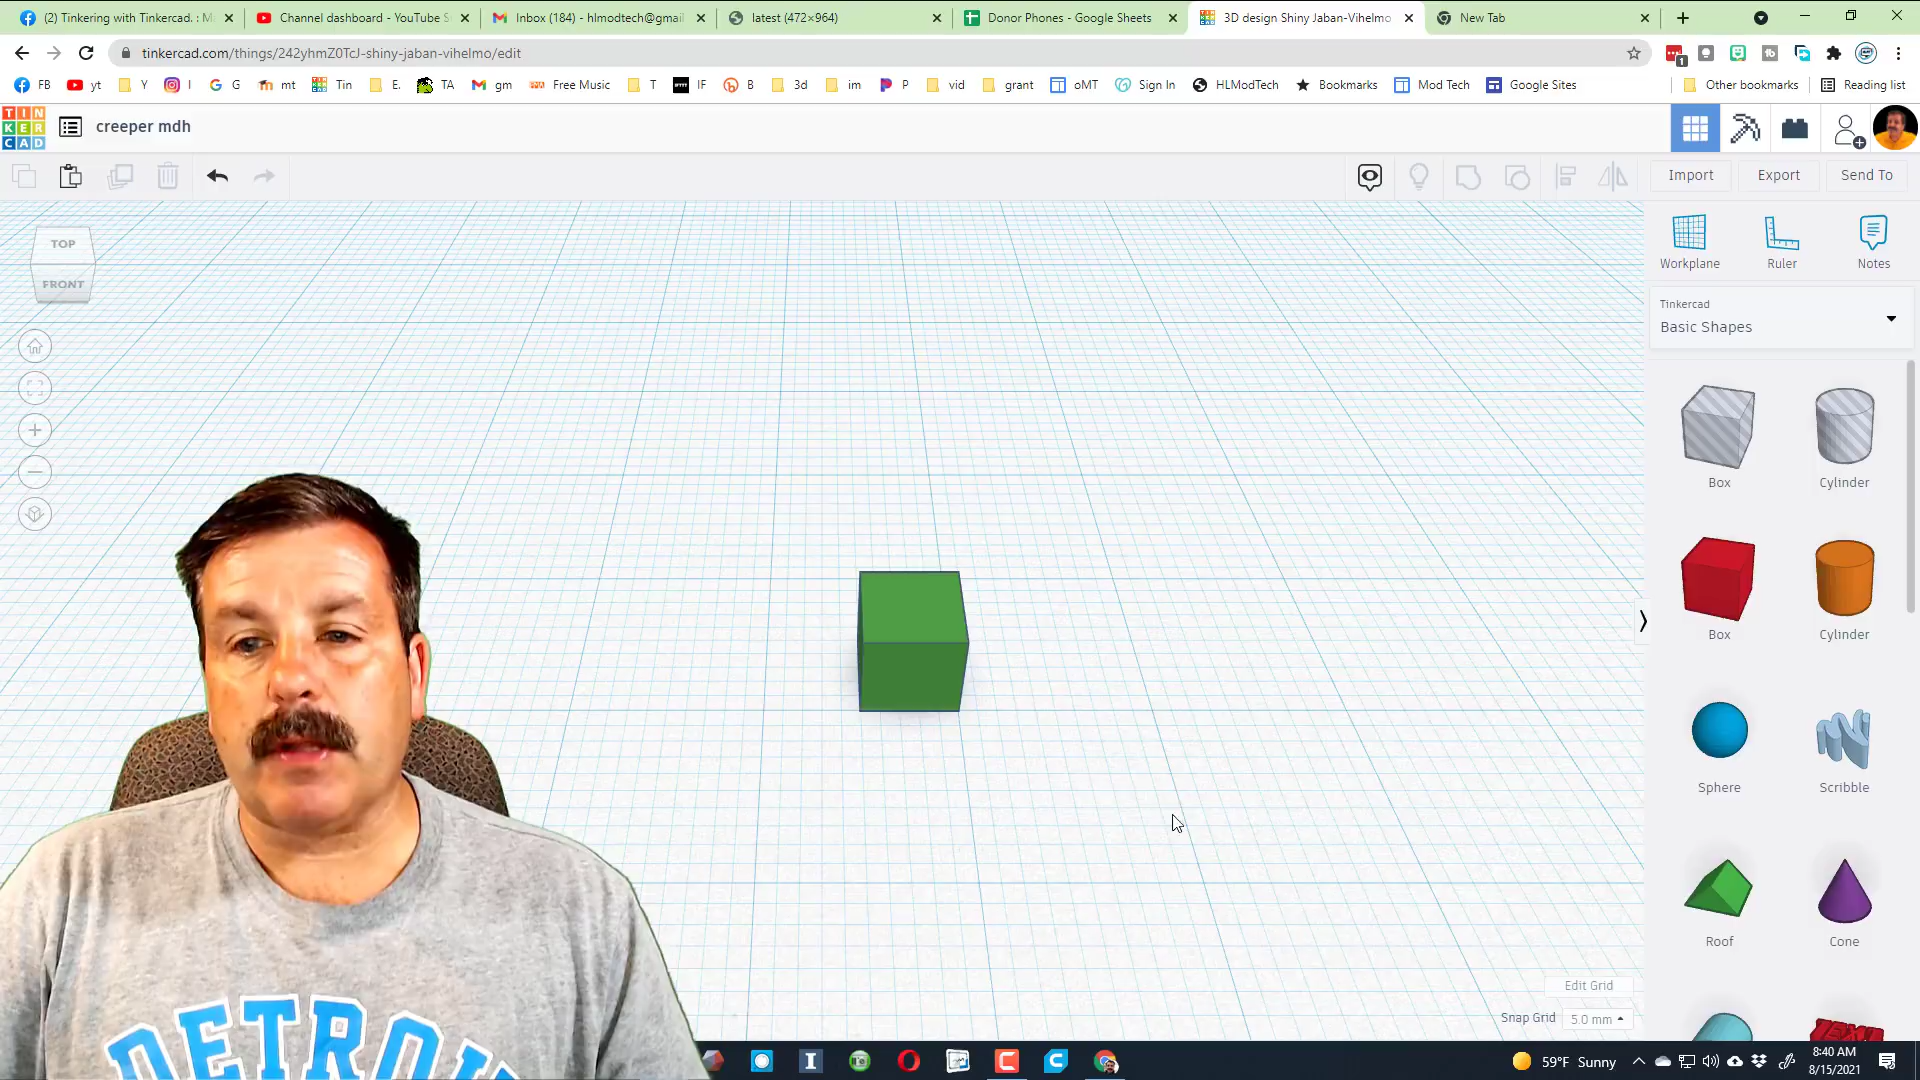 (2) Tinkering with Tinkercad. : M
Channel dashboard - YouTube S
Inbox (184) - hlmodtech@gmail
latest (472×964)
Donor Phones - Google Sheets
3D design Shiny Jaban-Vihelmo
New Tab
tinkercad.com/things/242yhmZ0TcJ-shiny-jaban-vihelmo/edit
1
FB
yt
Y
I
G
mt
Tin
E.
TA
gm
Free Music
T
IF
B
3d
im
P
vid
grant
oMT
Sign In
HLModTech
Bookmarks
Mod Tech
Google Sites
Other bookmarks
Reading list
TIN
KER
CAD
creeper mdh
Import
Export
Send To
TOP
FRONT
Workplane
Ruler
Notes
Tinkercad
Basic Shapes
Box
Cylinder
Box
Cylinder
Sphere
Scribble
Roof
Cone
TEXT
Edit Grid
Snap Grid
5.0 mm
DETROI
59°F Sunny
8:40 AM
8/15/2021